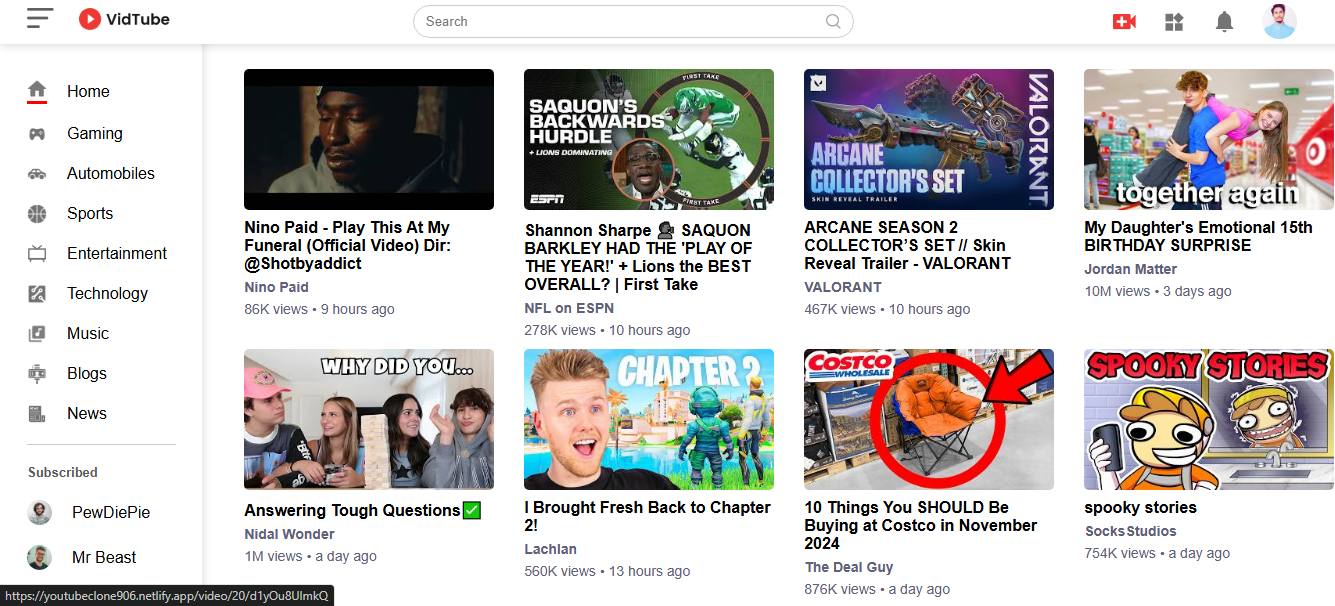 VidTube
Search
Home
Gaming
Automobiles
Sports
Entertainment
Technology
Music
Blogs
News
Subscribed
PewDiePie
Mr Beast
Nino Paid - Play This At My
Funeral (Official Video) Dir:
@Shotbyaddict
Nino Paid
86K views • 9 hours ago
FIRST TAKE
SAQUON'S
BACKWARDS
HURDLE
+ LIONS DOMINATING
ESPN
FIRST TAKE
Shannon Sharpe 🗣 SAQUON
BARKLEY HAD THE 'PLAY OF
THE YEAR!' + Lions the BEST
OVERALL? | First Take
NFL on ESPN
278K views • 10 hours ago
VALORANT
ARCANE
COLLECTOR'S SET
SKIN REVEAL TRAILER
ARCANE SEASON 2
COLLECTOR’S SET // Skin
Reveal Trailer - VALORANT
VALORANT
467K views • 10 hours ago
together again
My Daughter's Emotional 15th
BIRTHDAY SURPRISE
Jordan Matter
10M views • 3 days ago
WHY DID YOU...
Answering Tough Questions✅
Nidal Wonder
1M views • a day ago
CHAPTER 2
I Brought Fresh Back to Chapter
2!
Lachlan
560K views • 13 hours ago
COSTCO
WHOLESALE
10 Things You SHOULD Be
Buying at Costco in November
2024
The Deal Guy
876K views • a day ago
SPOOKY STORIES
spooky stories
SocksStudios
754K views • a day ago
https://youtubeclone906.netlify.app/video/20/d1yOu8UlmkQ